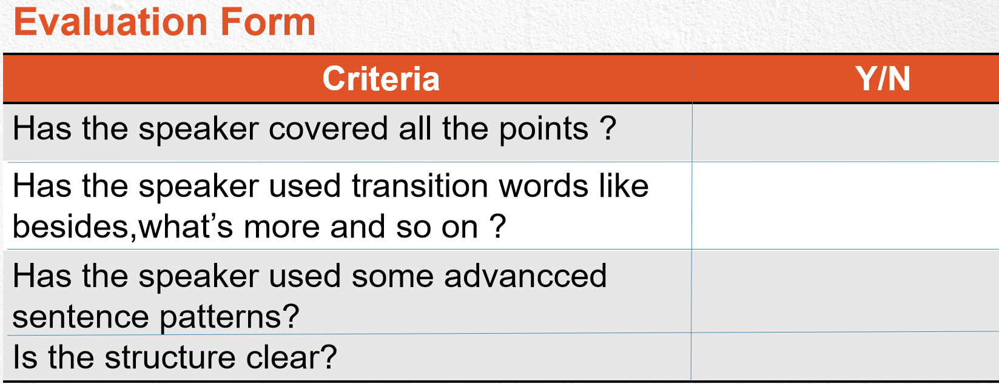 Evaluation Form
Criteria Y/N
Has the speaker covered all the points ?
Has the speaker used transition words like
besides,what’s more and so on ?
Has the speaker used some advancced
sentence patterns?
Is the structure clear?